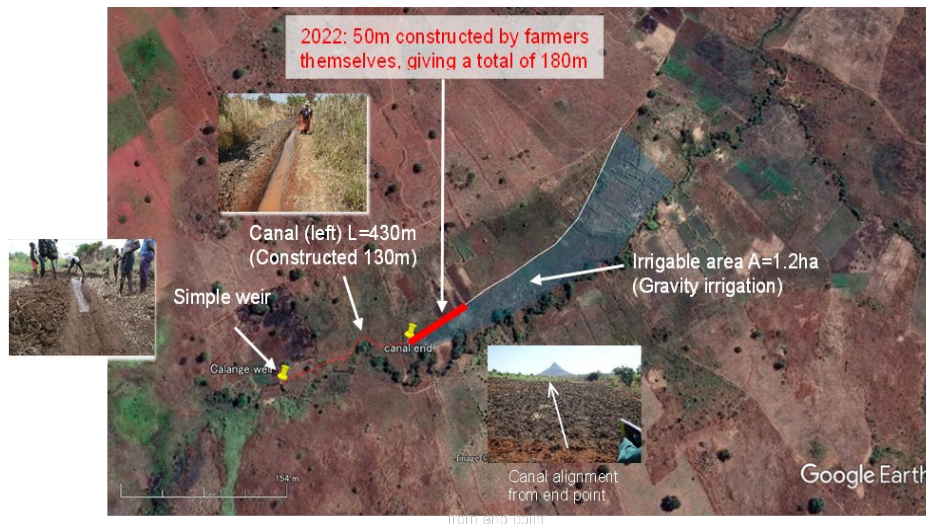 2022: 50m constructed by farmers
themselves, giving a total of 180m
Canal (left) L=430m
(Constructed 130m)
Simple weir
Irrigable area A=1.2ha
(Gravity irrigation)
canal end
Calange weir
Image C
Canal alignment
from end point
154 m
Google Earth
from end point